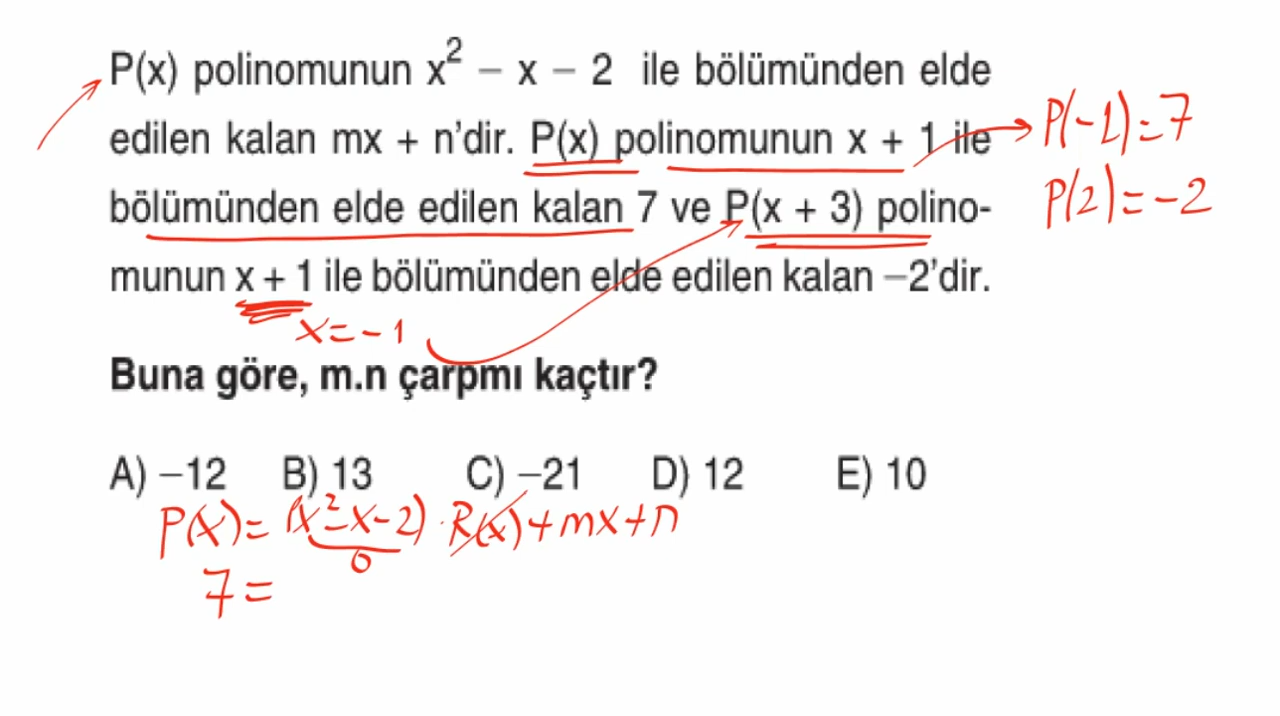 P(x) polinomunun x² − x − 2 ile bölümünden elde
edilen kalan mx + n’dir. P(x) polinomunun x + 1 ile
P(-1)=7
bölümünden elde edilen kalan 7 ve P(x + 3) polino-
P(2)=-2
munun x + 1 ile bölümünden elde edilen kalan −2’dir.
x=-1
Buna göre, m.n çarpmı kaçtır?
A) −12 B) 13 C) −21 D) 12 E) 10
P(x)= (x²-x-2) . R(x)+mx+n
0
7=